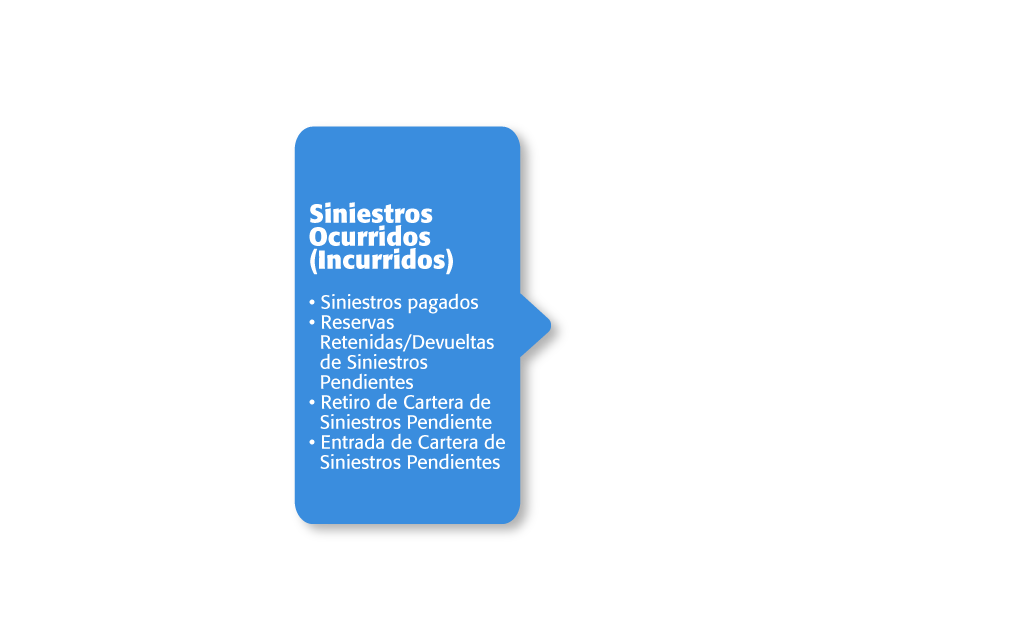 Siniestros
Ocurridos
(Incurridos)
• Siniestros pagados
• Reservas
Retenidas/Devueltas
de Siniestros
Pendientes
• Retiro de Cartera de
Siniestros Pendiente
• Entrada de Cartera de
Siniestros Pendientes